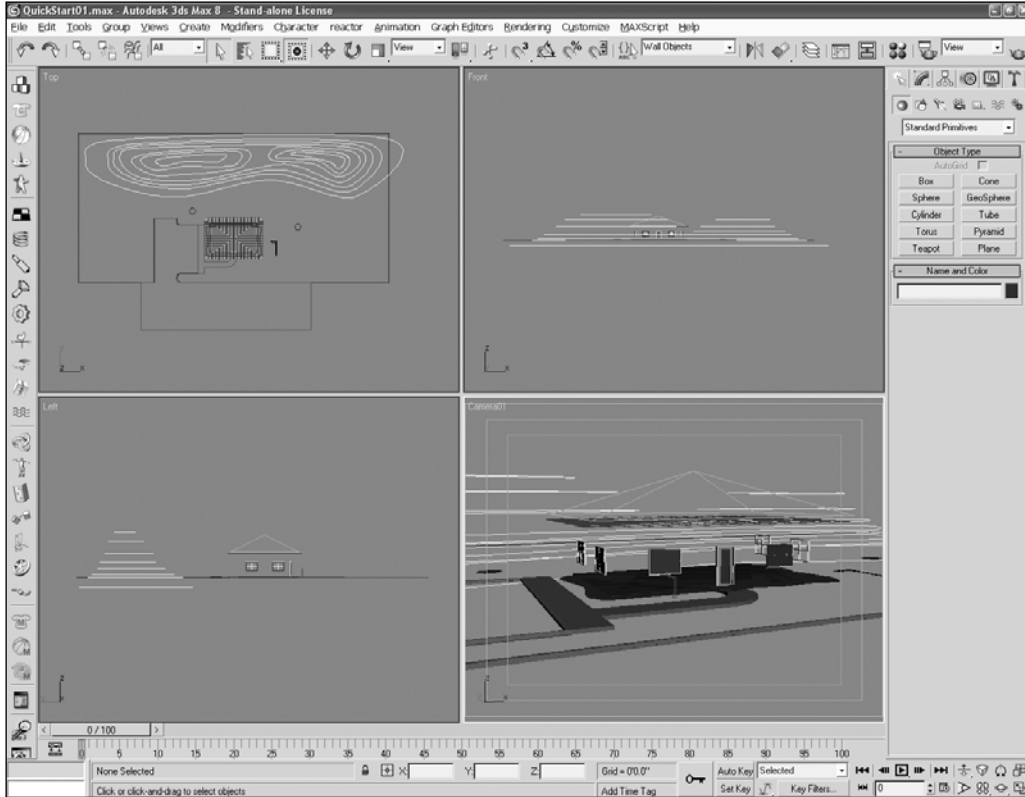 QuickStart01.max - Autodesk 3ds Max 8 - Stand-alone License
File Edit Tools Group Views Create Modifiers Character reactor Animation Graph Editors Rendering Customize MAXScript Help
All View 3 % Wall Objects View
Top
Front
Left
Camera01
z x
z x
z
z x
Standard Primitives
- Object Type
AutoGrid
Box Cone
Sphere GeoSphere
Cylinder Tube
Torus Pyramid
Teapot Plane
- Name and Color
< 0 / 100 >
0 5 10 15 20 25 30 35 40 45 50 55 60 65 70 75 80 85 90 95 100
None Selected X: Y: Z: Grid = 0'0.0" Auto Key Selected
Click or click-and-drag to select objects Add Time Tag Set Key Key Filters... 0